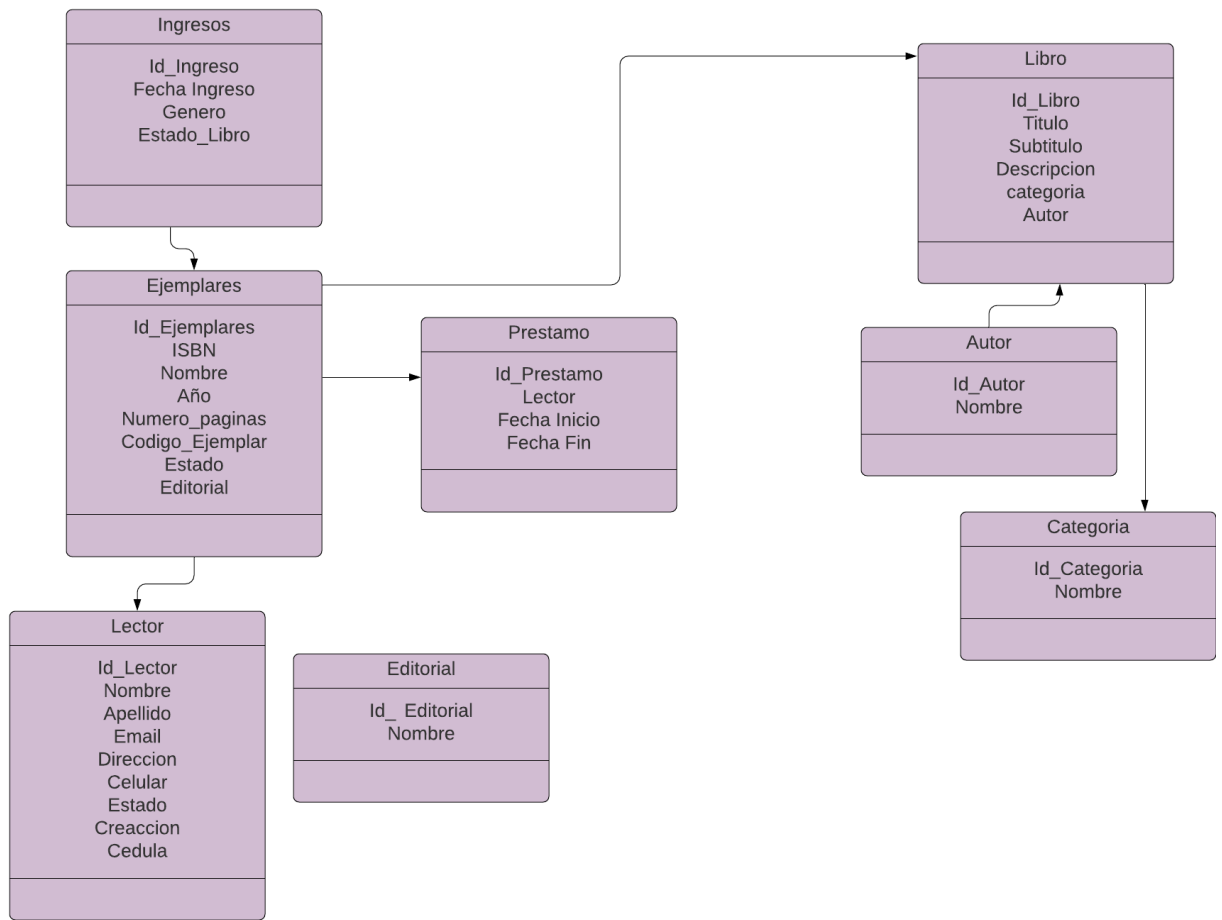 Ingresos
Id_Ingreso
Fecha Ingreso
Genero
Estado_Libro
Libro
Id_Libro
Titulo
Subtitulo
Descripcion
categoria
Autor
Ejemplares
Id_Ejemplares
ISBN
Nombre
Año
Numero_paginas
Codigo_Ejemplar
Estado
Editorial
Prestamo
Id_Prestamo
Lector
Fecha Inicio
Fecha Fin
Autor
Id_Autor
Nombre
Categoria
Id_Categoria
Nombre
Lector
Id_Lector
Nombre
Apellido
Email
Direccion
Celular
Estado
Creaccion
Cedula
Editorial
Id_ Editorial
Nombre